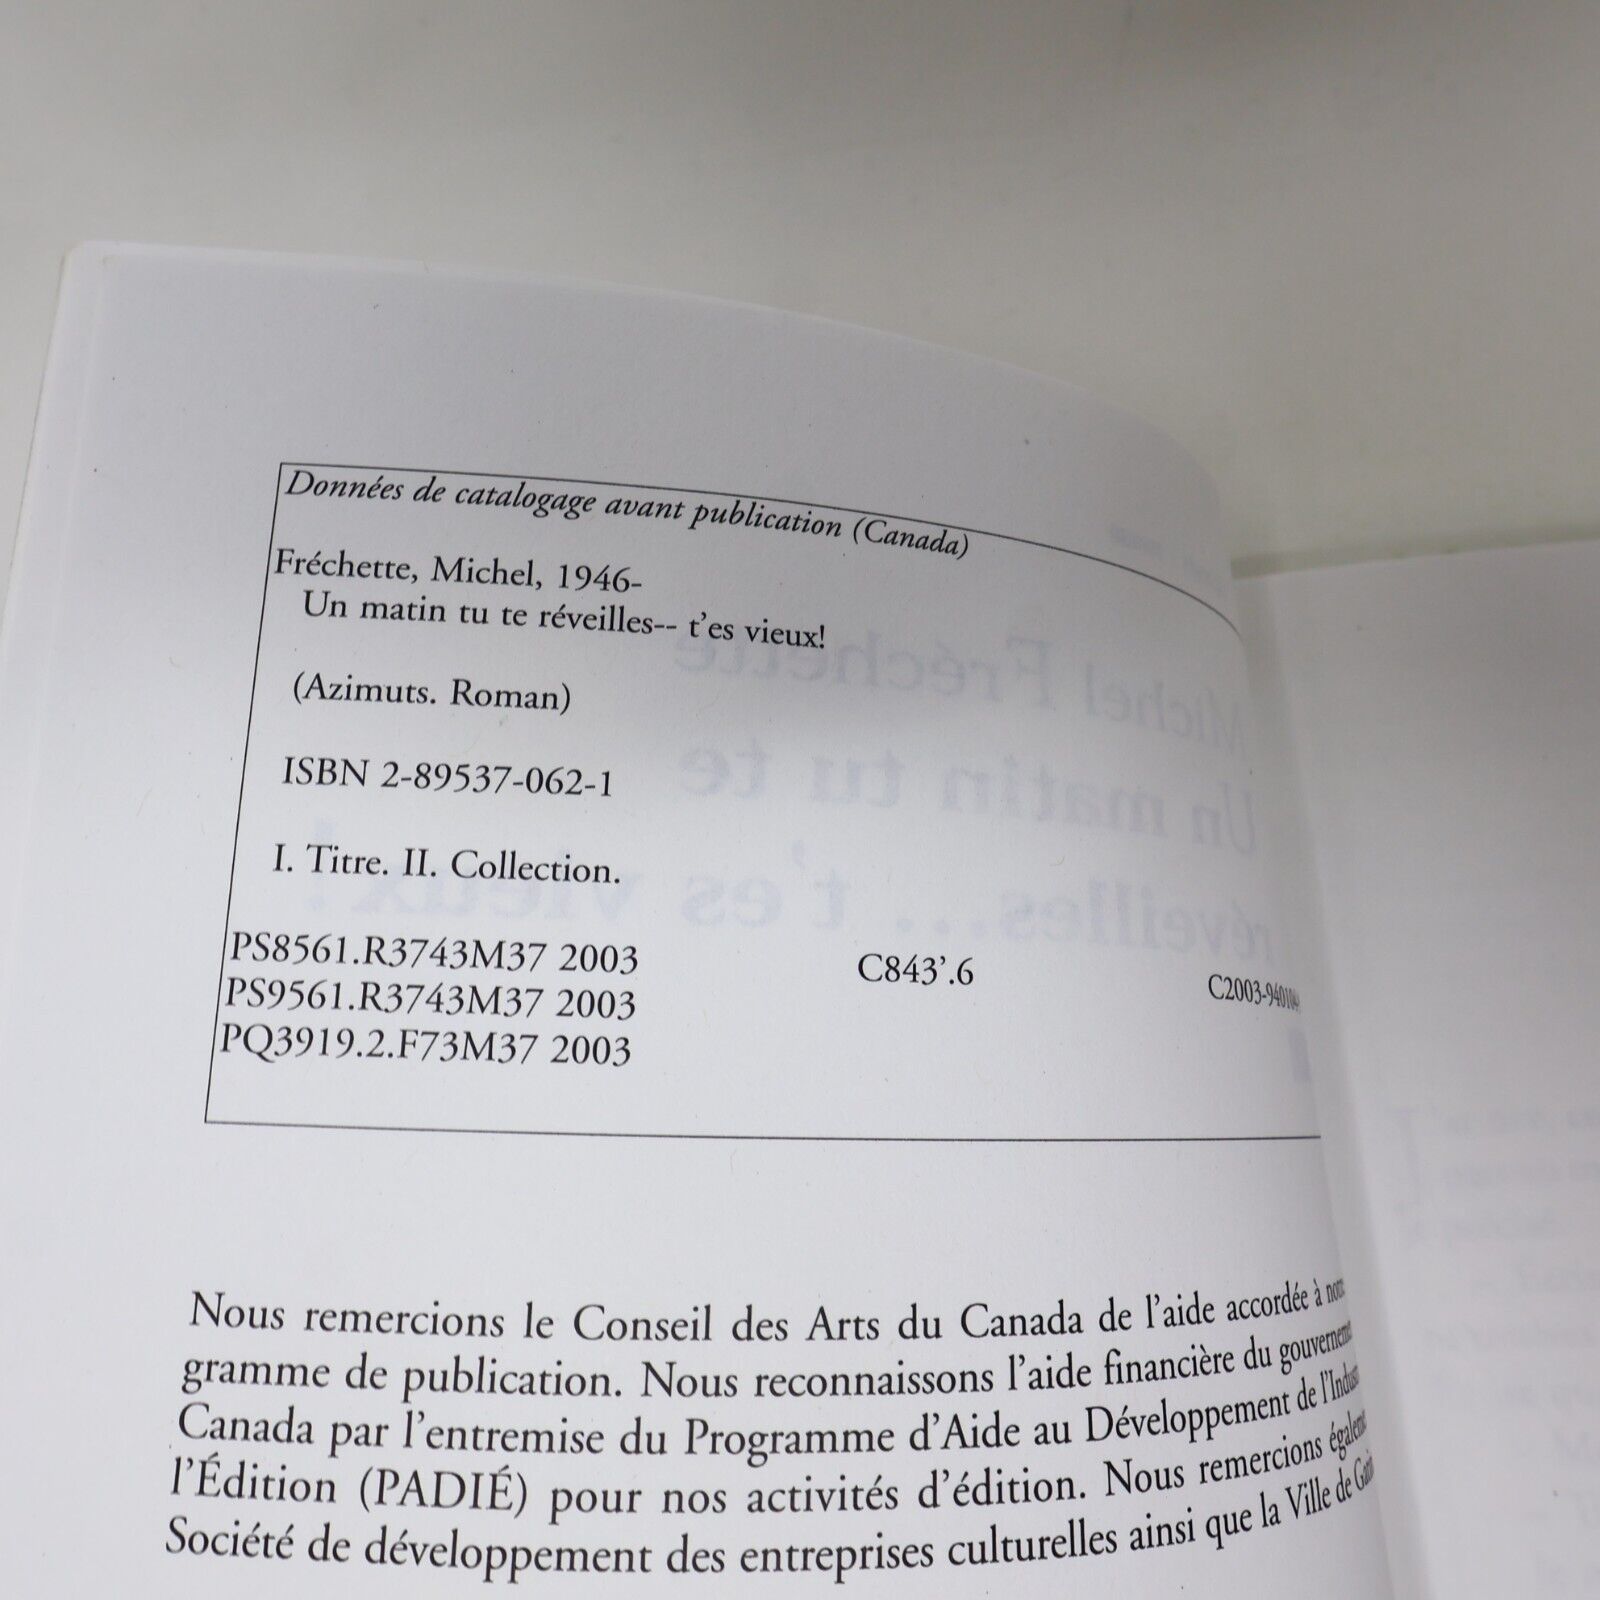 Données de catalogage avant publication (Canada)
Fréchette, Michel, 1946-
Un matin tu te réveilles-- t'es vieux!
(Azimuts. Roman)
ISBN 2-89537-062-1
I. Titre. II. Collection.
PS8561.R3743M37 2003 C843'.6
PS9561.R3743M37 2003
PQ3919.2.F73M37 2003
Nous remercions le Conseil des Arts du Canada de l'aide accordée à
gramme de publication. Nous reconnaissons l'aide financière du
Canada par l'entremise du Programme d'Aide au Développement de
l'Édition (PADIÉ) pour nos activités d'édition. Nous remercions
Société de développement des entreprises culturelles ainsi que la Ville de